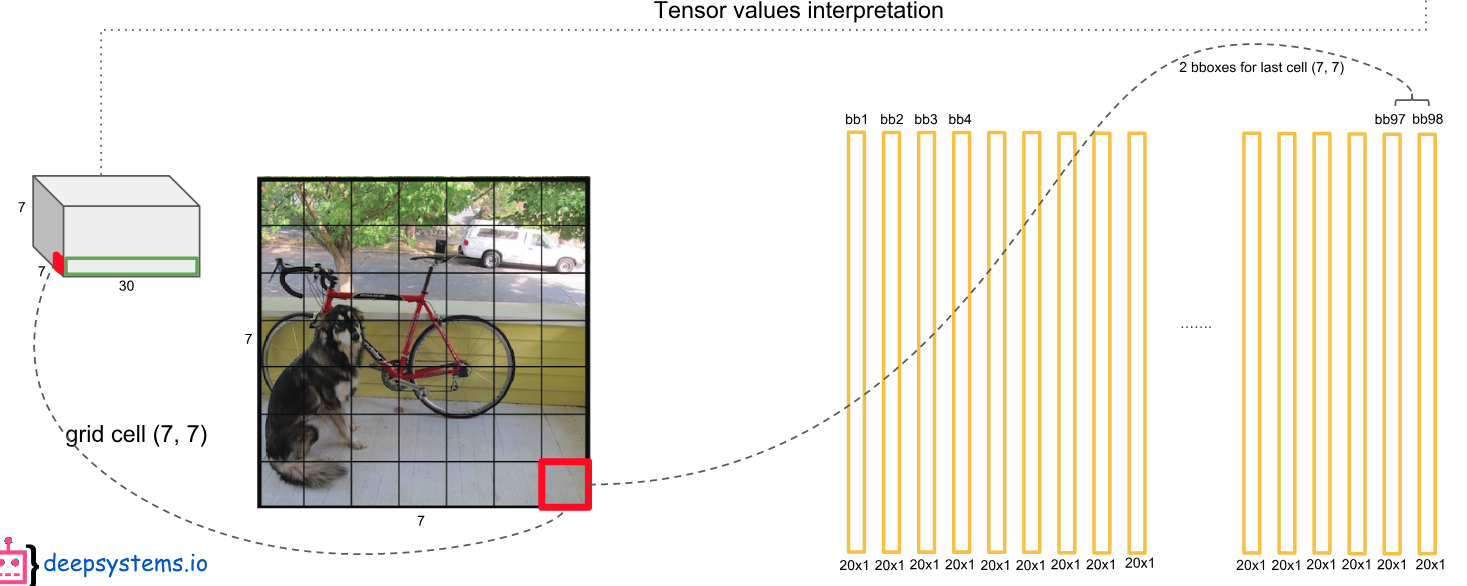 Tensor values interpretation
2 bboxes for last cell (7, 7)
bb1 bb2 bb3 bb4 bb97 bb98
7
7
30
7
.......
grid cell (7, 7)
7
deepsystems.io
20x1 20x1 20x1 20x1 20x1 20x1 20x1 20x1 20x1 20x1 20x1 20x1 20x1 20x1 20x1